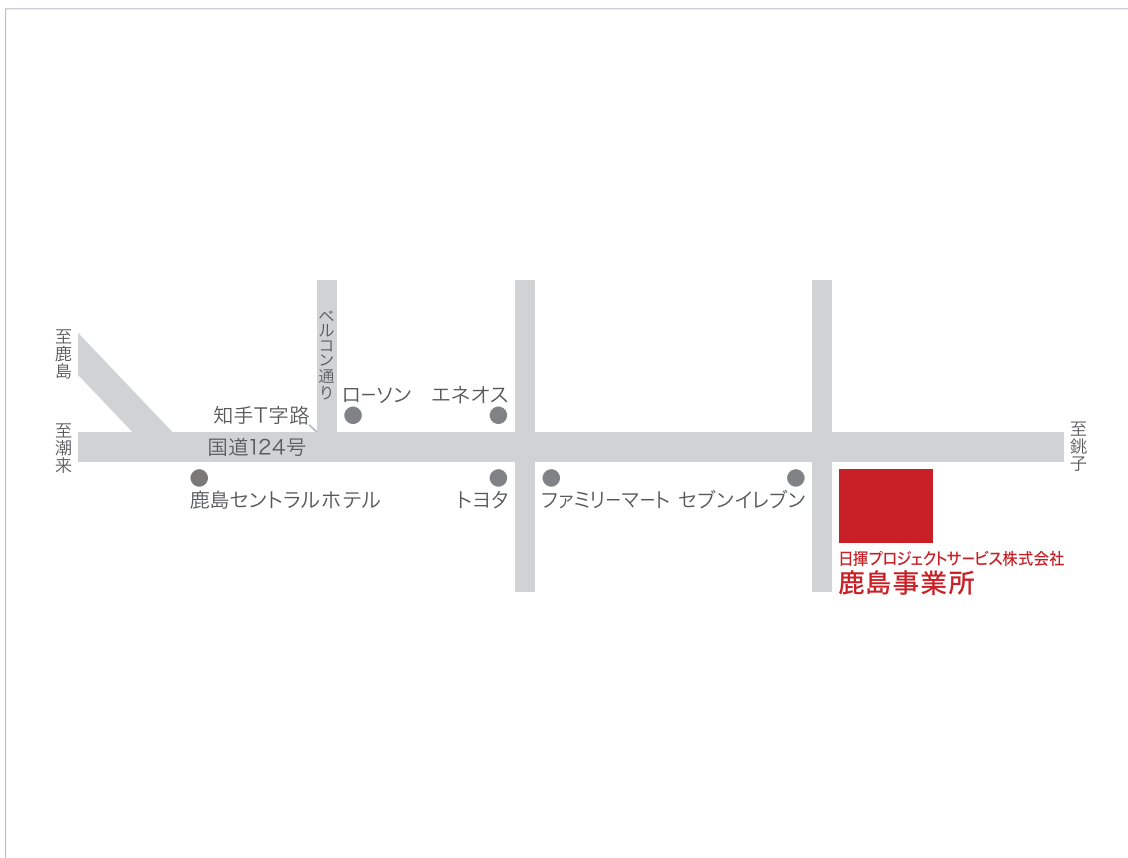 至鹿島
ベルコン通り
ローソン
エネオス
知手T字路
至潮来
国道124号
至銚子
鹿島セントラルホテル
トヨタ
ファミリーマート
セブンイレブン
日揮プロジェクトサービス株式会社
鹿島事業所